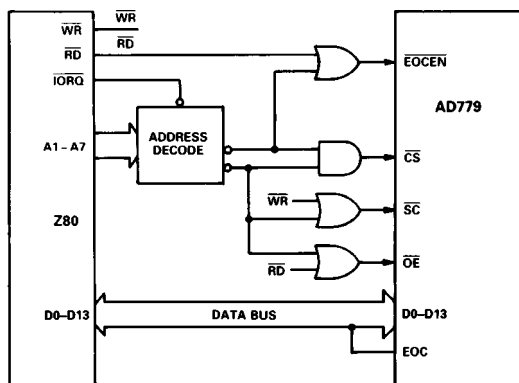 WR
WR
RD
RD
IORQ
EOCEN
AD779
ADDRESS
DECODE
A1 – A7
CS
WR
SC
Z80
OE
RD
D0–D13
DATA BUS
D0–D13
EOC